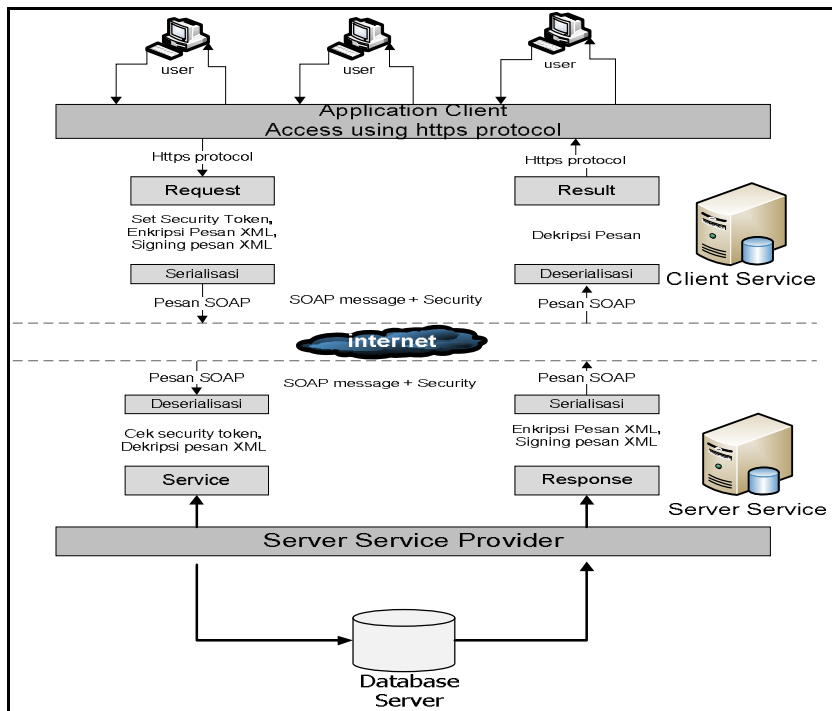 user
user
user
Application Client
Access using https protocol
Https protocol
Https protocol
Request
Result
Set Security Token,
Enkripsi Pesan XML,
Signing pesan XML
Dekripsi Pesan
Serialisasi
Deserialisasi
Client Service
Pesan SOAP
SOAP message + Security
Pesan SOAP
internet
Pesan SOAP
SOAP message + Security
Pesan SOAP
Deserialisasi
Serialisasi
Cek security token,
Dekripsi pesan XML
Enkripsi Pesan XML,
Signing pesan XML
Service
Response
Server Service
Server Service Provider
Database
Server